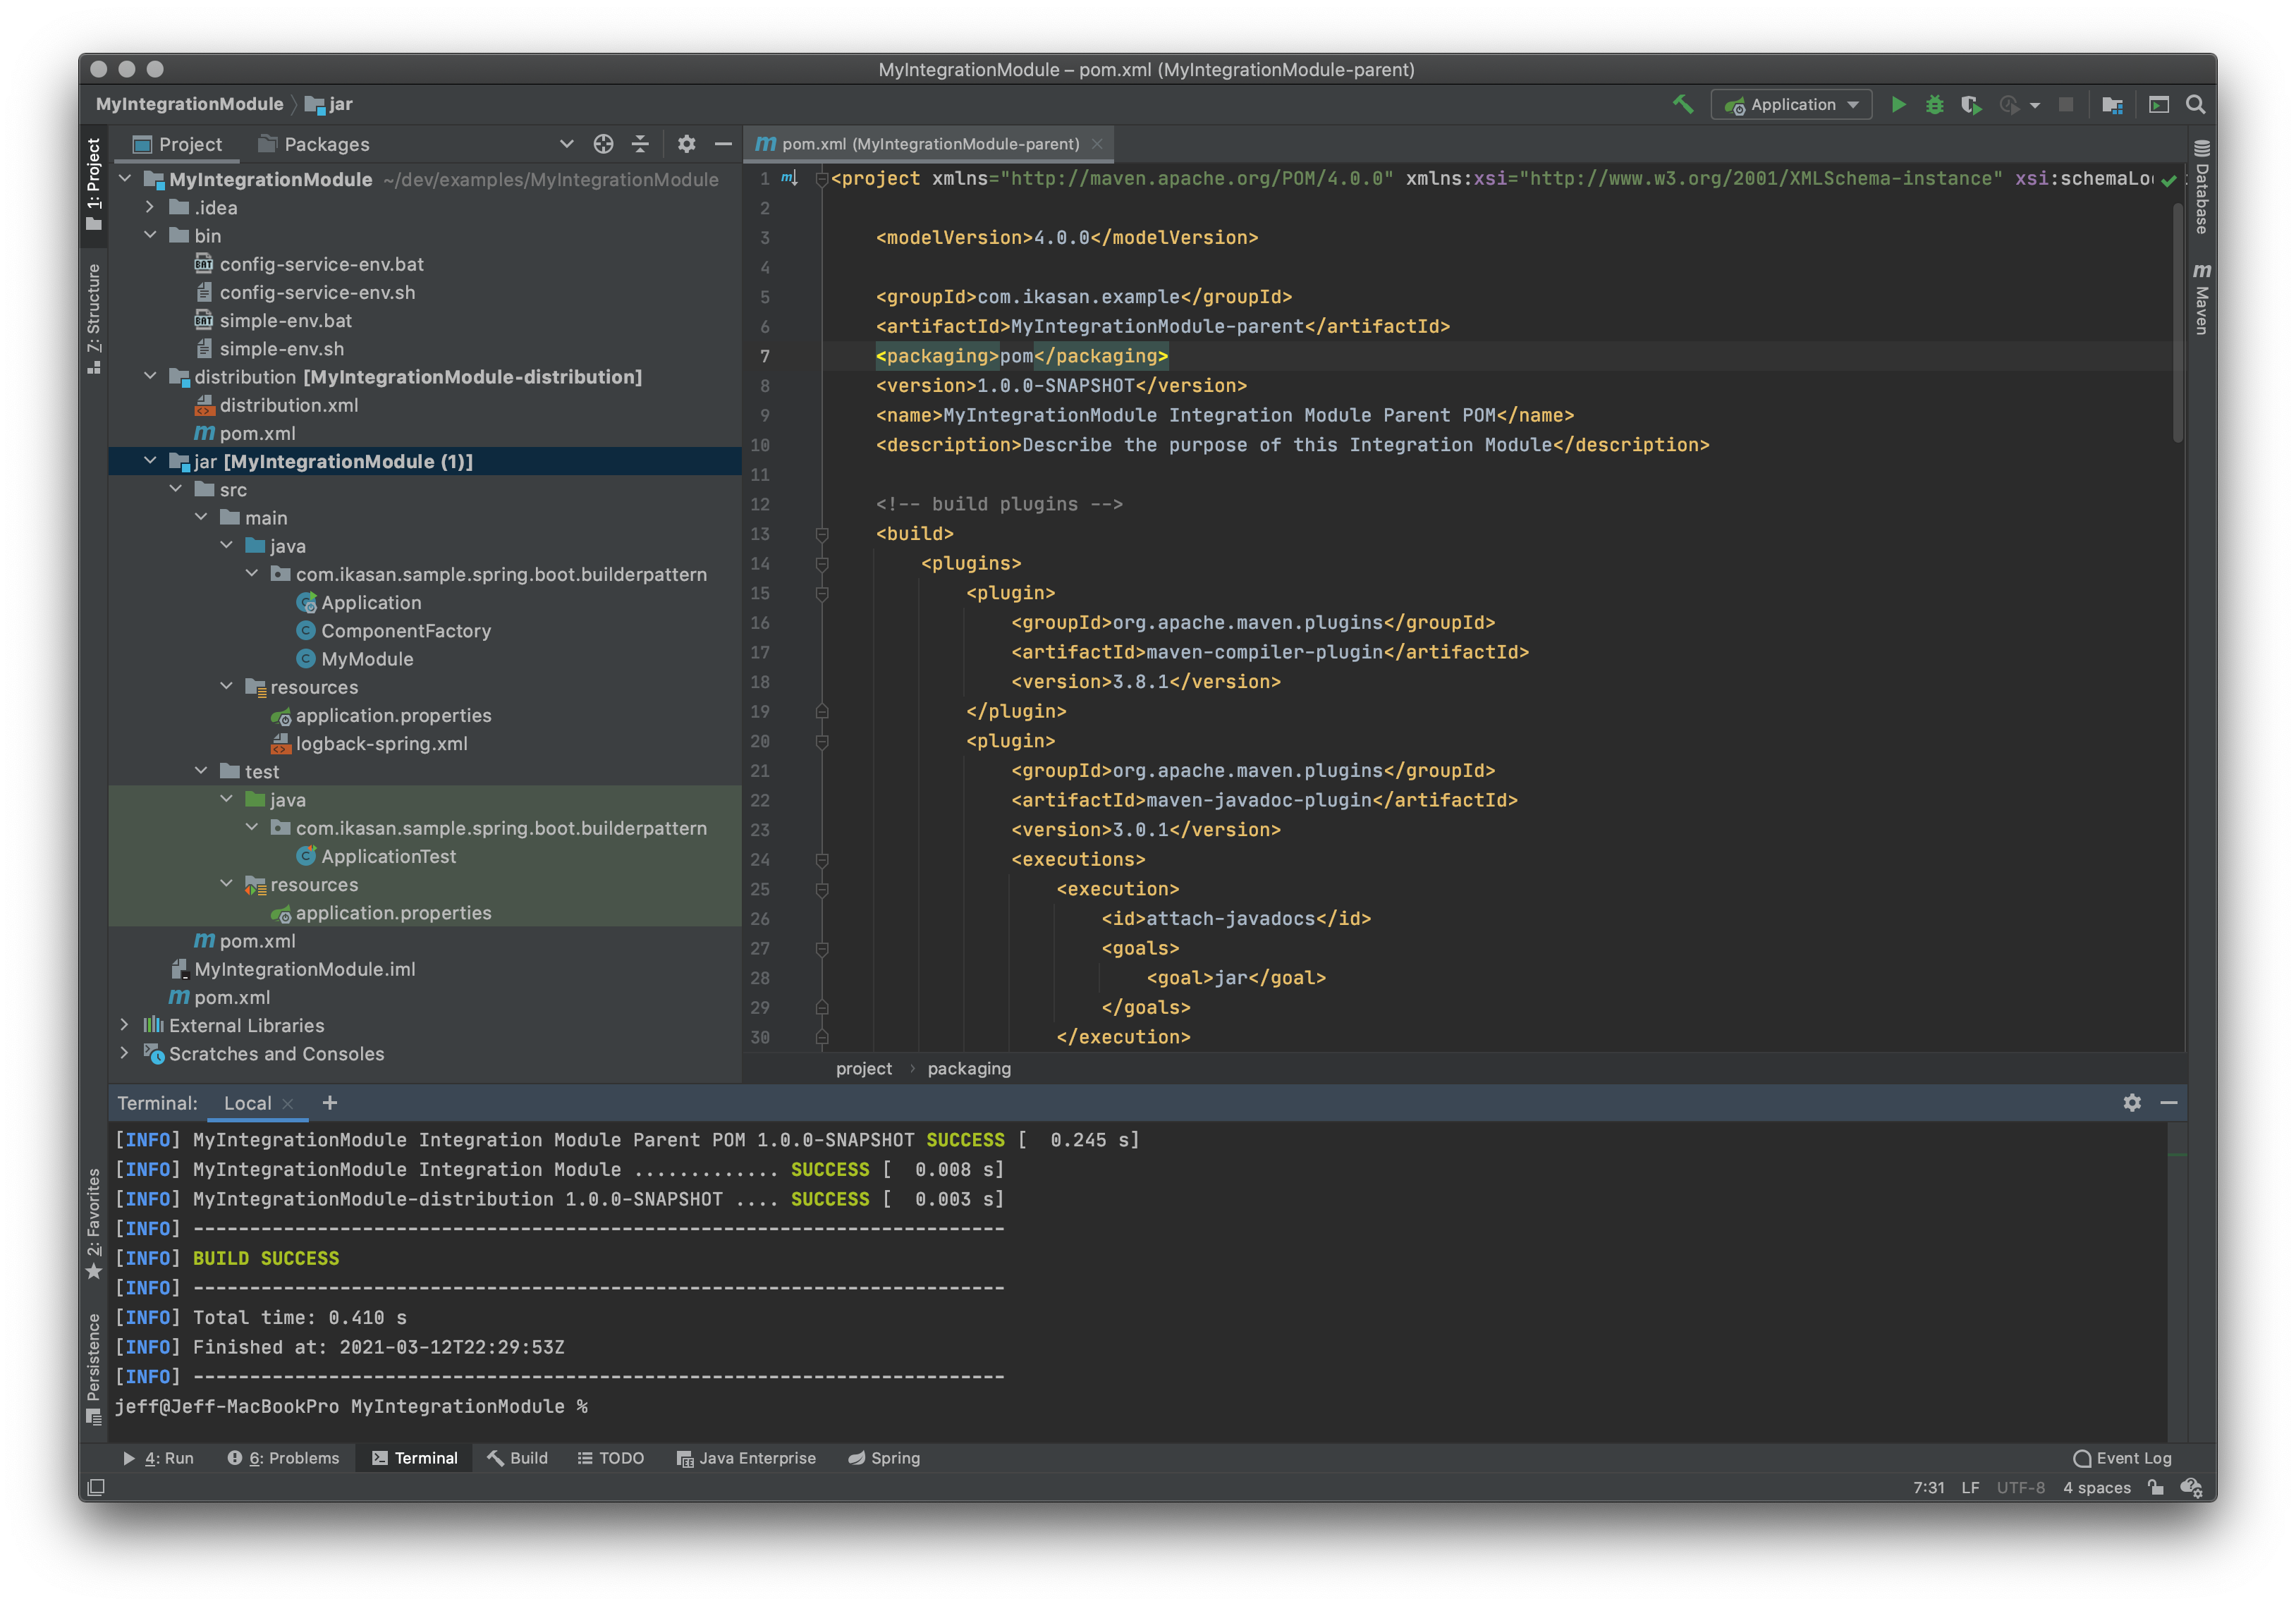 MyIntegrationModule – pom.xml (MyIntegrationModule-parent)
MyIntegrationModule
jar
Application
1: Project
Z: Structure
2: Favorites
Persistence
Project
Packages
MyIntegrationModule ~/dev/examples/MyIntegrationModule
.idea
bin
config-service-env.bat
config-service-env.sh
simple-env.bat
simple-env.sh
distribution [MyIntegrationModule-distribution]
distribution.xml
pom.xml
jar [MyIntegrationModule (1)]
src
main
java
com.ikasan.sample.spring.boot.builderpattern
Application
ComponentFactory
MyModule
resources
application.properties
logback-spring.xml
test
java
com.ikasan.sample.spring.boot.builderpattern
ApplicationTest
resources
application.properties
pom.xml
MyIntegrationModule.iml
pom.xml
External Libraries
Scratches and Consoles
pom.xml (MyIntegrationModule-parent)
1 <project xmlns="http://maven.apache.org/POM/4.0.0" xmlns:xsi="http://www.w3.org/2001/XMLSchema-instance" xsi:schemaLo
2
3 <modelVersion>4.0.0</modelVersion>
4
5 <groupId>com.ikasan.example</groupId>
6 <artifactId>MyIntegrationModule-parent</artifactId>
7 <packaging>pom</packaging>
8 <version>1.0.0-SNAPSHOT</version>
9 <name>MyIntegrationModule Integration Module Parent POM</name>
10 <description>Describe the purpose of this Integration Module</description>
11
12 <!-- build plugins -->
13 <build>
14 <plugins>
15 <plugin>
16 <groupId>org.apache.maven.plugins</groupId>
17 <artifactId>maven-compiler-plugin</artifactId>
18 <version>3.8.1</version>
19 </plugin>
20 <plugin>
21 <groupId>org.apache.maven.plugins</groupId>
22 <artifactId>maven-javadoc-plugin</artifactId>
23 <version>3.0.1</version>
24 <executions>
25 <execution>
26 <id>attach-javadocs</id>
27 <goals>
28 <goal>jar</goal>
29 </goals>
30 </execution>
project › packaging
Database
Maven
Terminal: Local +
[INFO] MyIntegrationModule Integration Module Parent POM 1.0.0-SNAPSHOT SUCCESS [  0.245 s]
[INFO] MyIntegrationModule Integration Module ............. SUCCESS [  0.008 s]
[INFO] MyIntegrationModule-distribution 1.0.0-SNAPSHOT .... SUCCESS [  0.003 s]
[INFO] ------------------------------------------------------------------------
[INFO] BUILD SUCCESS
[INFO] ------------------------------------------------------------------------
[INFO] Total time: 0.410 s
[INFO] Finished at: 2021-03-12T22:29:53Z
[INFO] ------------------------------------------------------------------------
jeff@Jeff-MacBookPro MyIntegrationModule %
4: Run
6: Problems
Terminal
Build
TODO
Java Enterprise
Spring
Event Log
7:31 LF UTF-8 4 spaces